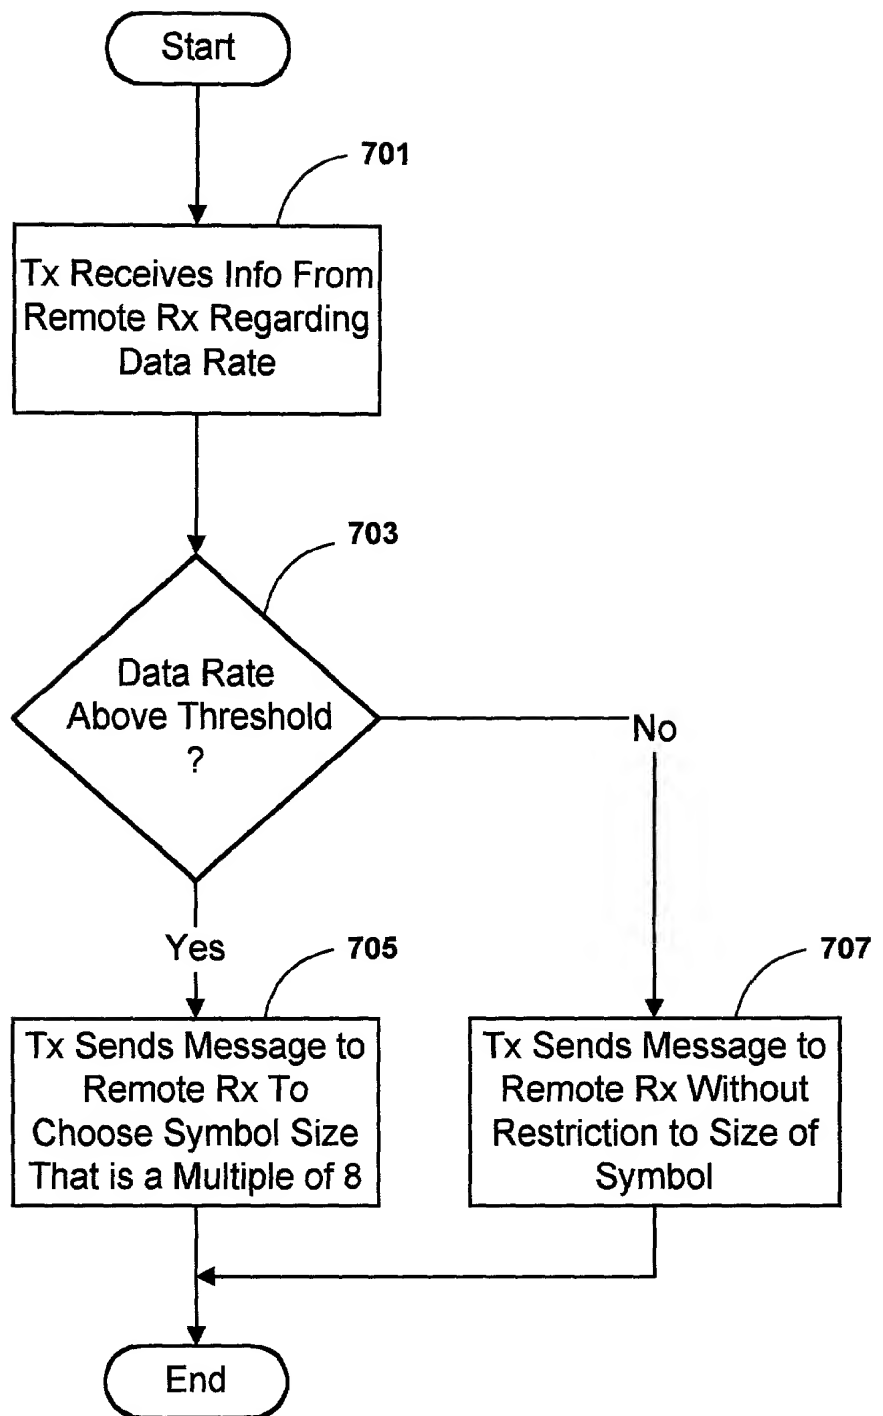 Start
701
Tx Receives Info From
Remote Rx Regarding
Data Rate
703
Data Rate
Above Threshold
?
No
Yes
705
707
Tx Sends Message to
Remote Rx To
Choose Symbol Size
That is a Multiple of 8
Tx Sends Message to
Remote Rx Without
Restriction to Size of
Symbol
End